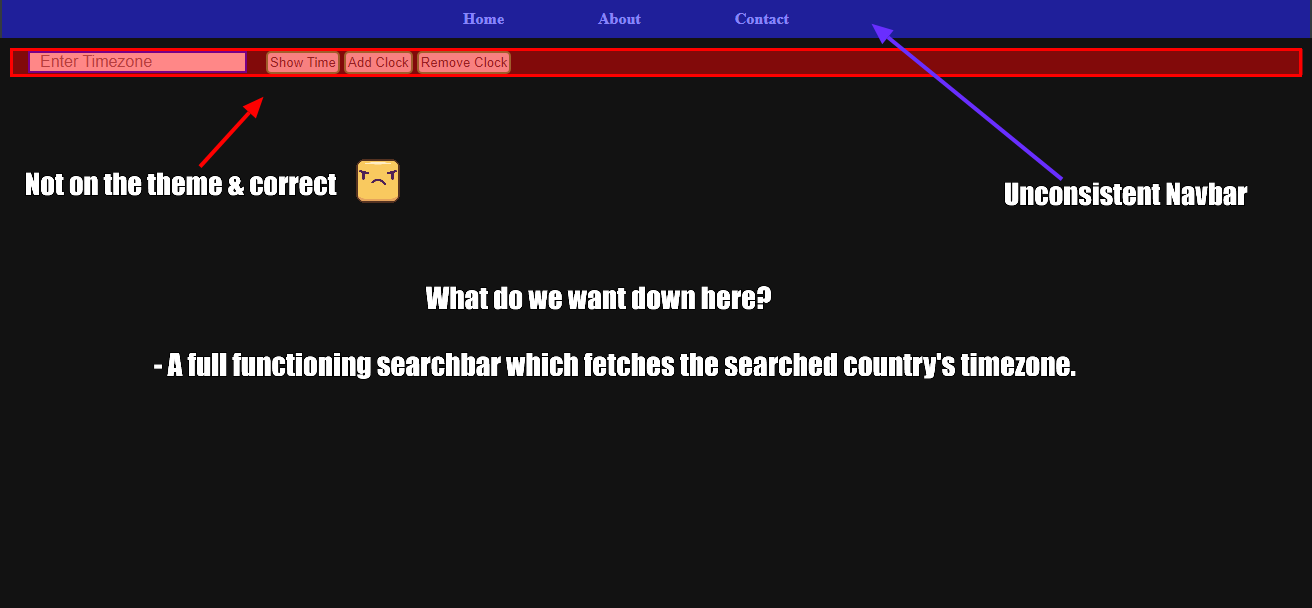 Home About Contact
Enter Timezone Show Time Add Clock Remove Clock
Not on the theme & correct
Unconsistent Navbar
What do we want down here?
- A full functioning searchbar which fetches the searched country's timezone.